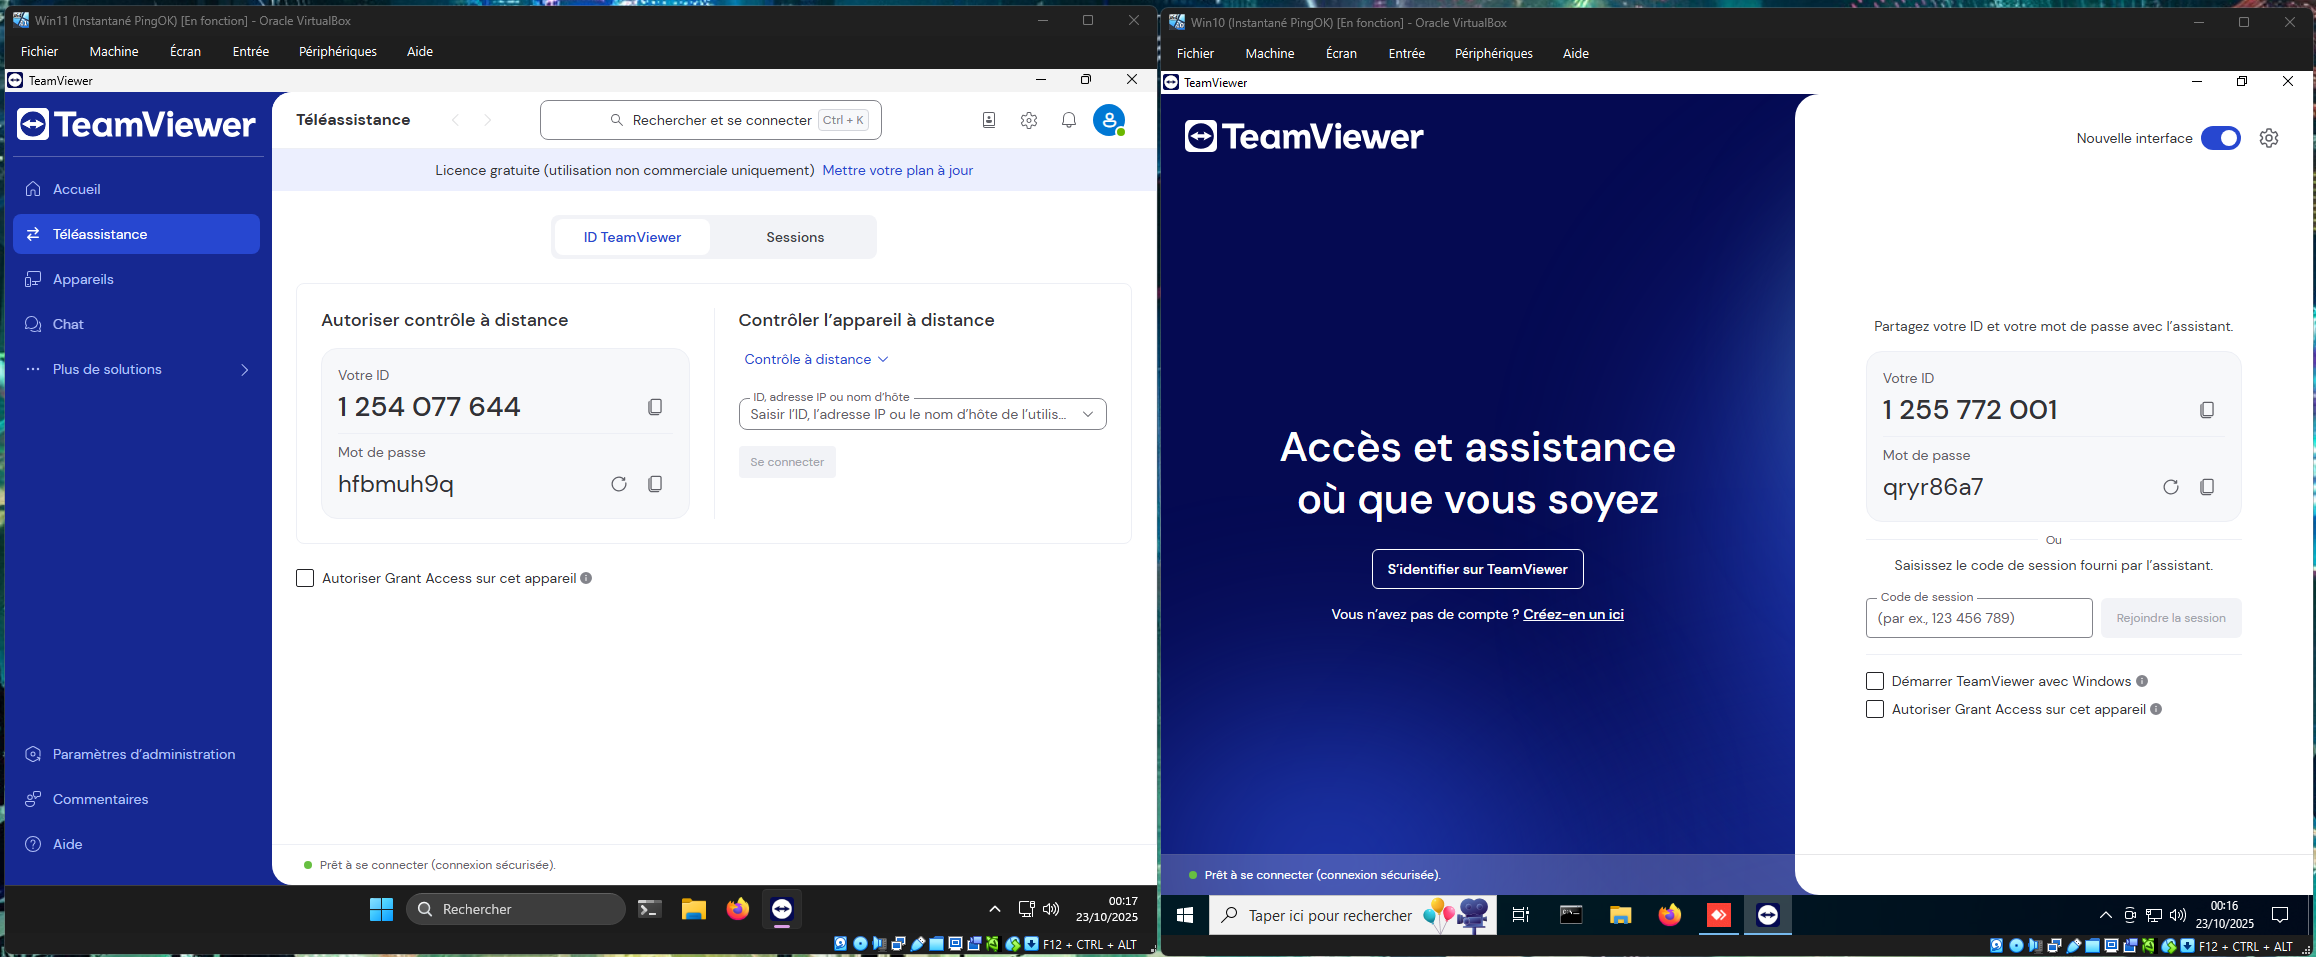 Win11 (Instantané PingOK) [En fonction] - Oracle VirtualBox
Fichier Machine Écran Entrée Périphériques Aide
TeamViewer
TeamViewer
Accueil
Téléassistance
Appareils
Chat
Plus de solutions
Paramètres d'administration
Commentaires
Aide
Téléassistance
Rechercher et se connecter Ctrl + K
Licence gratuite (utilisation non commerciale uniquement) Mettre votre plan à jour
ID TeamViewer Sessions
Autoriser contrôle à distance
Votre ID
1 254 077 644
Mot de passe
hfbmuh9q
Contrôler l'appareil à distance
Contrôle à distance
ID, adresse IP ou nom d'hôte
Saisir l'ID, l'adresse IP ou le nom d'hôte de l'utilis...
Se connecter
Autoriser Grant Access sur cet appareil
Prêt à se connecter (connexion sécurisée).
Rechercher
00:17
23/10/2025
F12 + CTRL + ALT
Win10 (Instantané PingOK) [En fonction] - Oracle VirtualBox
Fichier Machine Écran Entrée Périphériques Aide
TeamViewer
TeamViewer
Nouvelle interface
Accès et assistance
où que vous soyez
S'identifier sur TeamViewer
Vous n'avez pas de compte ? Créez-en un ici
Partagez votre ID et votre mot de passe avec l'assistant.
Votre ID
1 255 772 001
Mot de passe
qryr86a7
Ou
Saisissez le code de session fourni par l'assistant.
Code de session
(par ex., 123 456 789)
Rejoindre la session
Démarrer TeamViewer avec Windows
Autoriser Grant Access sur cet appareil
Prêt à se connecter (connexion sécurisée).
Taper ici pour rechercher
00:16
23/10/2025
F12 + CTRL + ALT